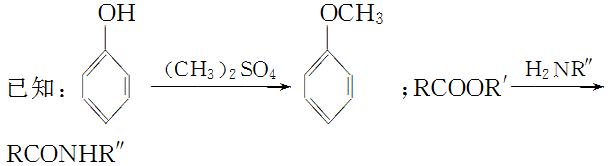 OH OCH₃
已知: (CH₃)₂SO₄ ;RCOOR′ H₂NR″
RCONHR″